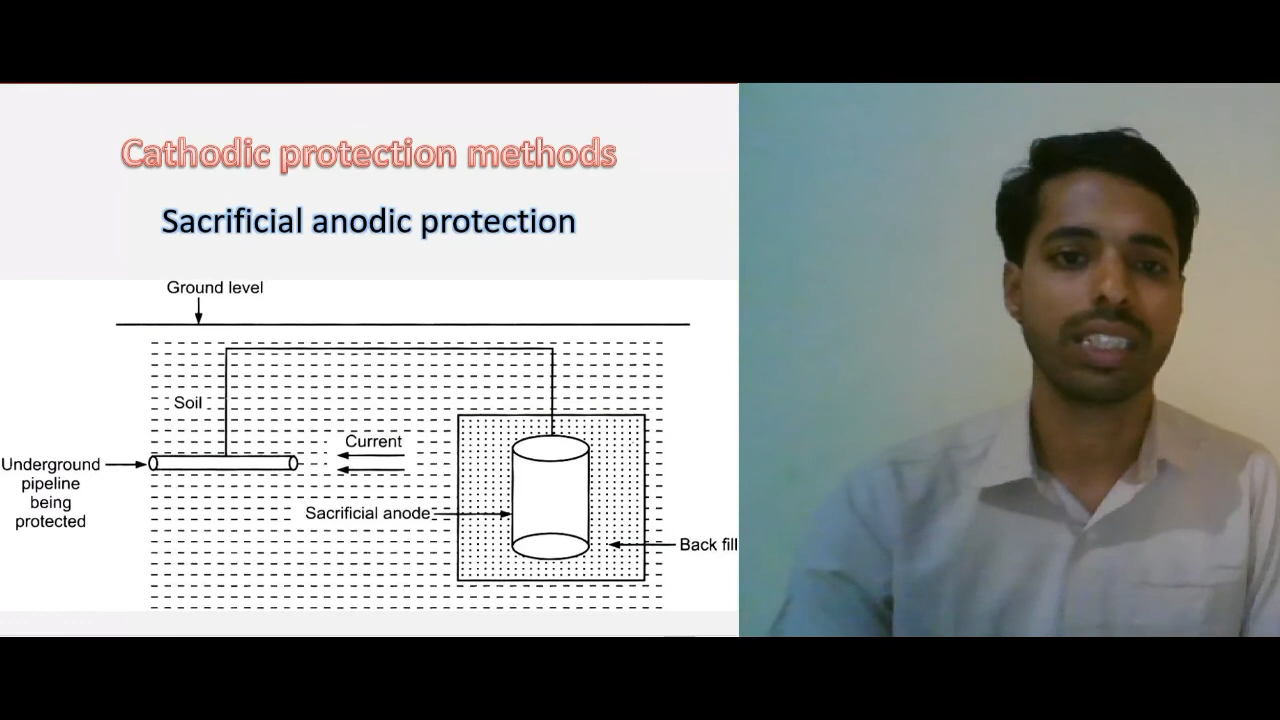 Cathodic protection methods
Sacrificial anodic protection
Ground level
Soil
Current
Underground
pipeline
being
protected
Sacrificial anode
Back fill